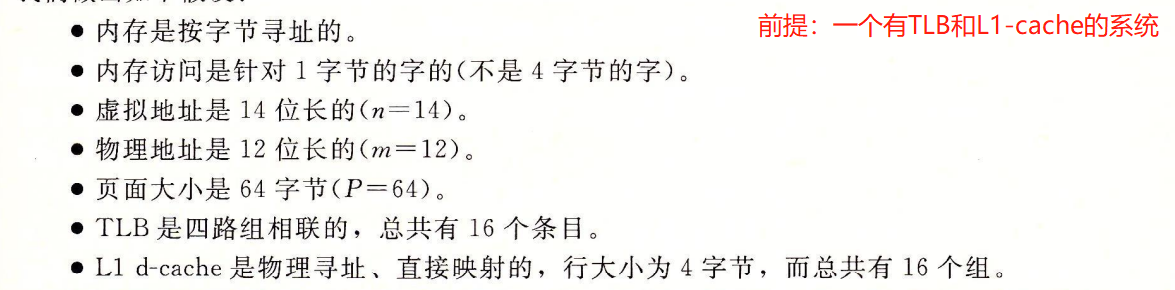 前提：一个有TLB和L1-cache的系统
● 内存是按字节寻址的。
● 内存访问是针对 1 字节的字的(不是 4 字节的字)。
● 虚拟地址是 14 位长的(n=14)。
● 物理地址是 12 位长的(m=12)。
● 页面大小是 64 字节(P=64)。
● TLB 是四路组相联的，总共有 16 个条目。
● L1 d-cache 是物理寻址、直接映射的，行大小为 4 字节，而总共有 16 个组。